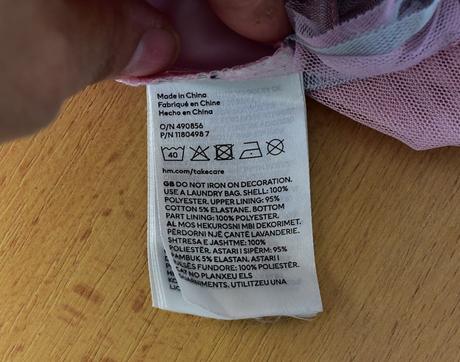 Made in China
Fabriqué en Chine
Hecho en China
O/N 490856
P/N 1180498 7
40
hm.com/takecare
GB DO NOT IRON ON DECORATION.
USE A LAUNDRY BAG. SHELL: 100%
POLYESTER. UPPER LINING: 95%
COTTON 5% ELASTANE. BOTTOM
PART LINING: 100% POLYESTER.
AL MOS HEKUROSNI MBI DEKORIMET.
PËRDORNI NJË ÇANTË LAVANDERIE.
SHTRESA E JASHTME: 100%
POLIESTËR. ASTARI I SIPËRM: 95%
PAMBUK 5% ELASTAN. ASTARI I
FUNDORE: 100% POLIESTËR.
NO PLANXEU ELS
UTILITZEU UNA